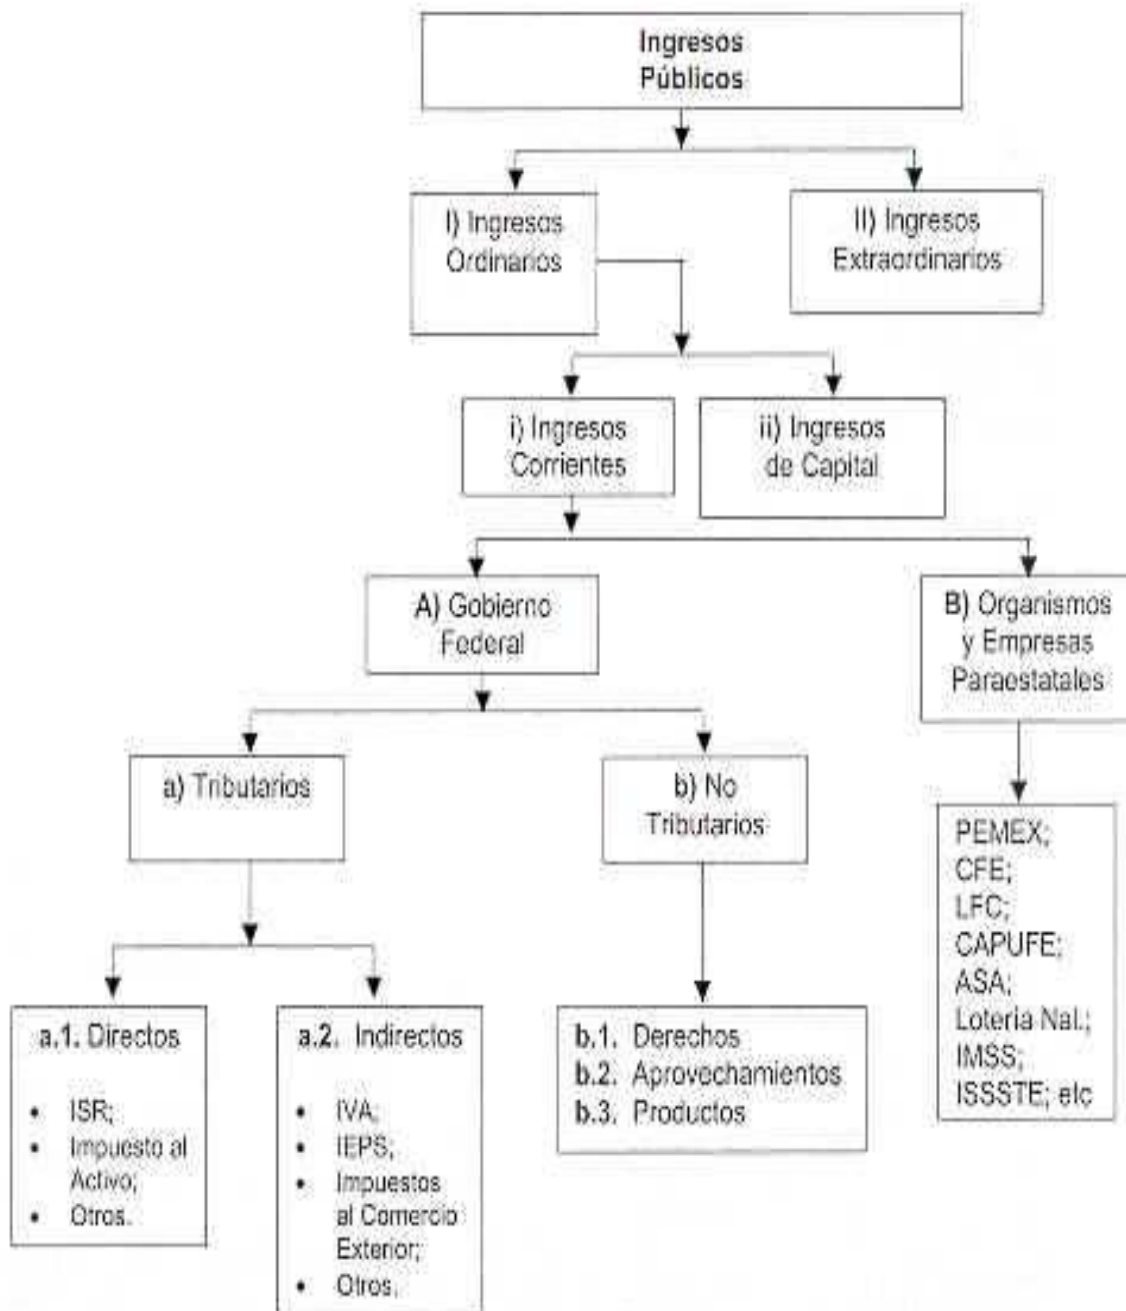 Ingresos
Públicos
I) Ingresos
Ordinarios
II) Ingresos
Extraordinarios
i) Ingresos
Corrientes
ii) Ingresos
de Capital
A) Gobierno
Federal
B) Organismos
y Empresas
Paraestatales
a) Tributarios
b) No
Tributarios
PEMEX;
CFE;
LFC;
CAPUFE;
ASA;
Lotería Nal.;
IMSS;
ISSSTE; etc
a.1. Directos
• ISR;
• Impuesto al
Activo;
• Otros.
a.2. Indirectos
• IVA;
• IEPS;
• Impuestos
al Comercio
Exterior;
• Otros.
b.1. Derechos
b.2. Aprovechamientos
b.3. Productos